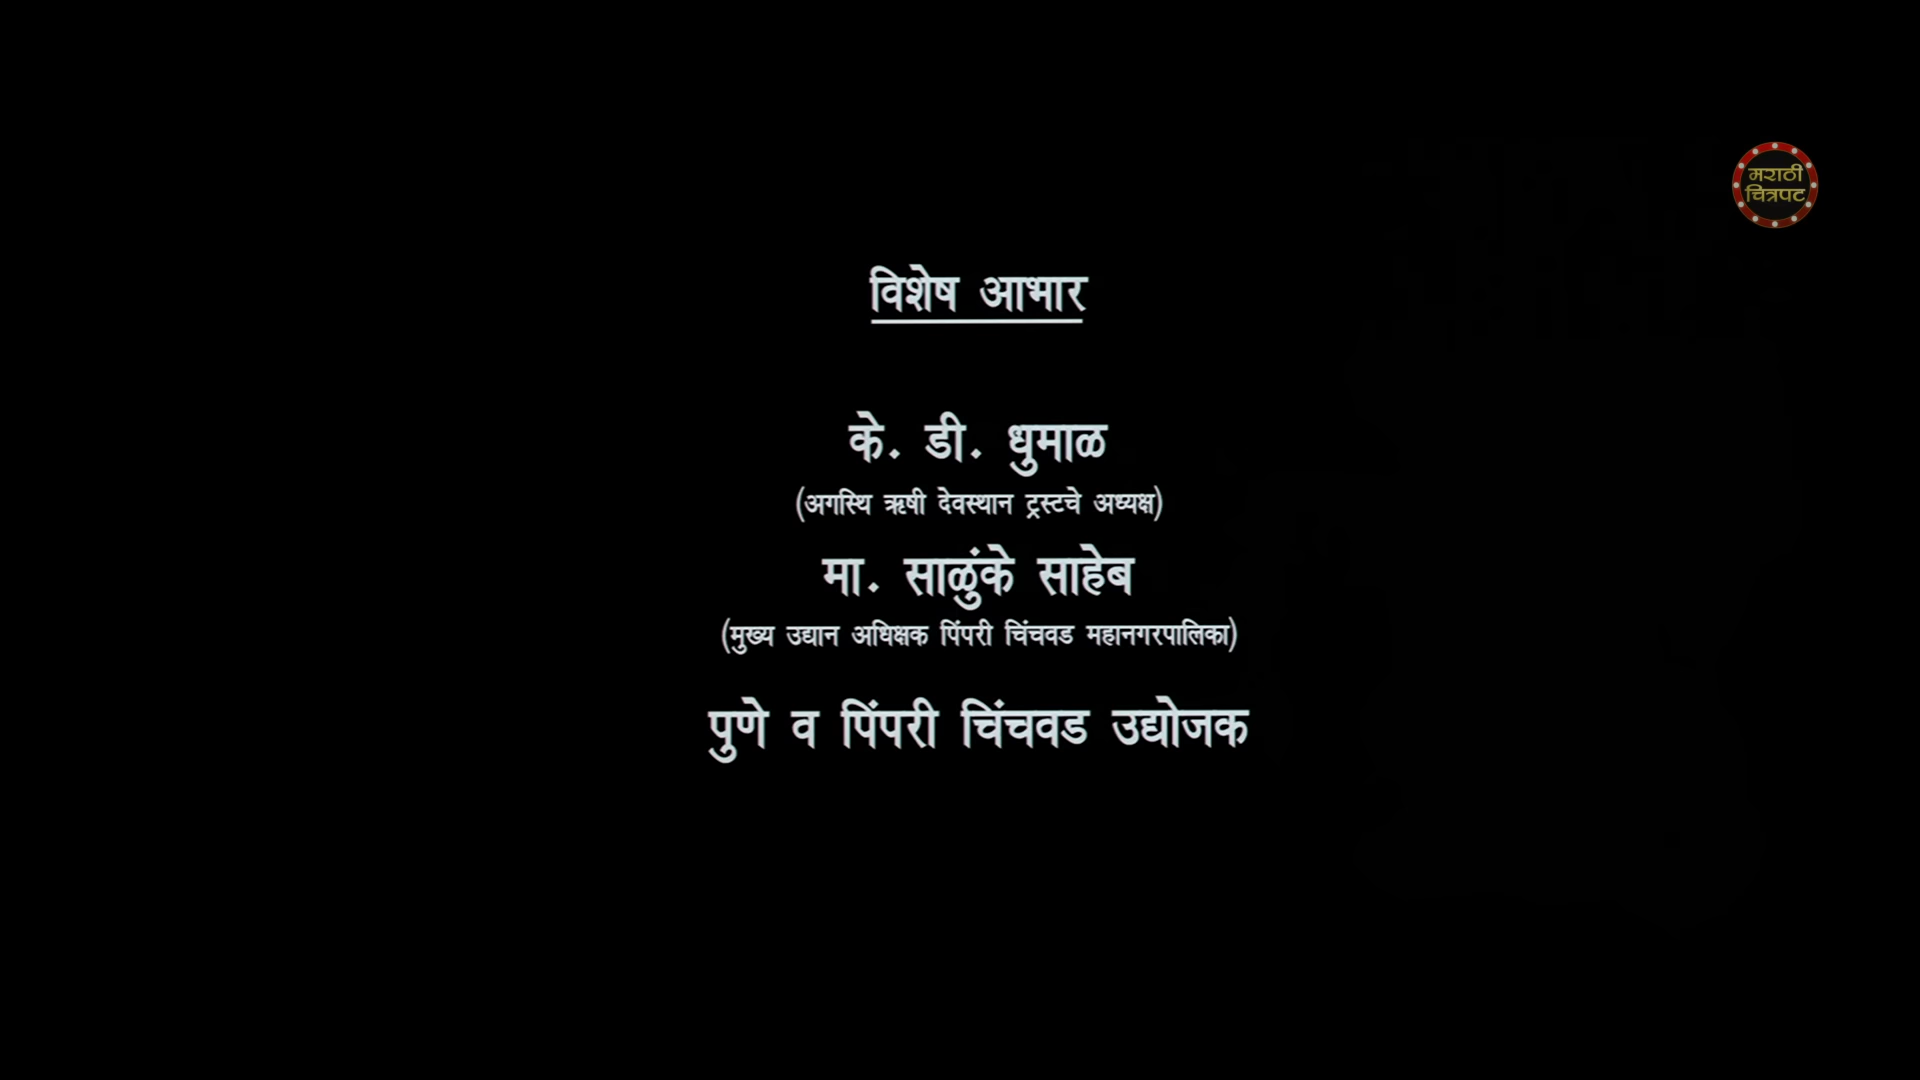 मराठी
चित्रपट
विशेष आभार
के. डी. धुमाळ
(अगस्थि ऋषी देवस्थान ट्रस्टचे अध्यक्ष)
मा. साळुंके साहेब
(मुख्य उद्यान अधिक्षक पिंपरी चिंचवड महानगरपालिका)
पुणे व पिंपरी चिंचवड उद्योजक